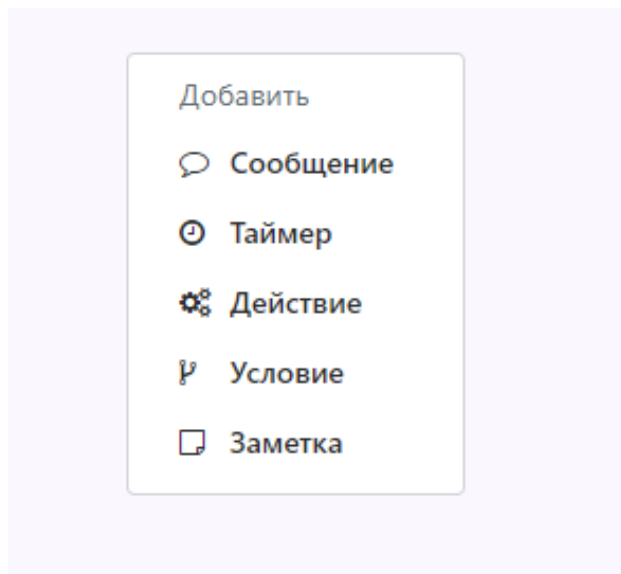 Добавить
Сообщение
Таймер
Действие
Условие
Заметка